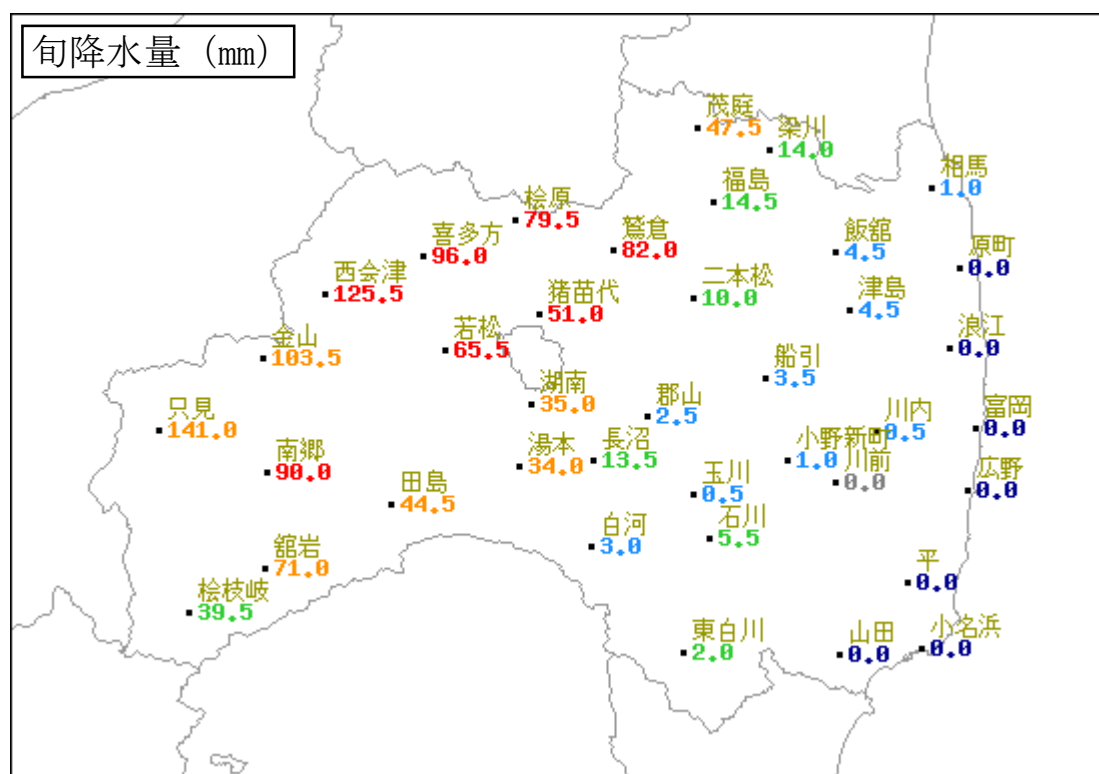 旬降水量 (mm)
茂庭
47.5
梁川
14.0
相馬
1.0
福島
14.5
桧原
79.5
鷲倉
82.0
喜多方
96.0
飯舘
4.5
原町
0.0
西会津
125.5
二本松
10.0
津島
4.5
猪苗代
51.0
若松
65.5
金山
103.5
浪江
0.0
船引
3.5
湖南
35.0
郡山
2.5
只見
141.0
川内
0.5
富岡
0.0
南郷
90.0
湯本
34.0
長沼
13.5
小野新町
1.0
川前
0.0
広野
0.0
田島
44.5
玉川
0.5
石川
5.5
白河
3.0
舘岩
71.0
平
0.0
桧枝岐
39.5
東白川
2.0
山田
0.0
小名浜
0.0